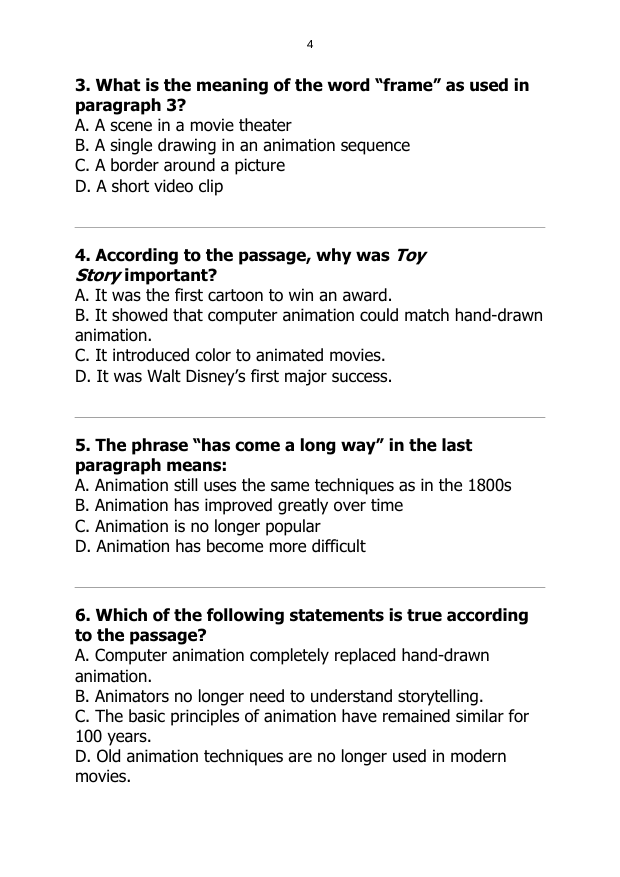 4
3. What is the meaning of the word “frame” as used in
paragraph 3?
A. A scene in a movie theater
B. A single drawing in an animation sequence
C. A border around a picture
D. A short video clip
4. According to the passage, why was Toy
Story important?
A. It was the first cartoon to win an award.
B. It showed that computer animation could match hand-drawn
animation.
C. It introduced color to animated movies.
D. It was Walt Disney’s first major success.
5. The phrase “has come a long way” in the last
paragraph means:
A. Animation still uses the same techniques as in the 1800s
B. Animation has improved greatly over time
C. Animation is no longer popular
D. Animation has become more difficult
6. Which of the following statements is true according
to the passage?
A. Computer animation completely replaced hand-drawn
animation.
B. Animators no longer need to understand storytelling.
C. The basic principles of animation have remained similar for
100 years.
D. Old animation techniques are no longer used in modern
movies.